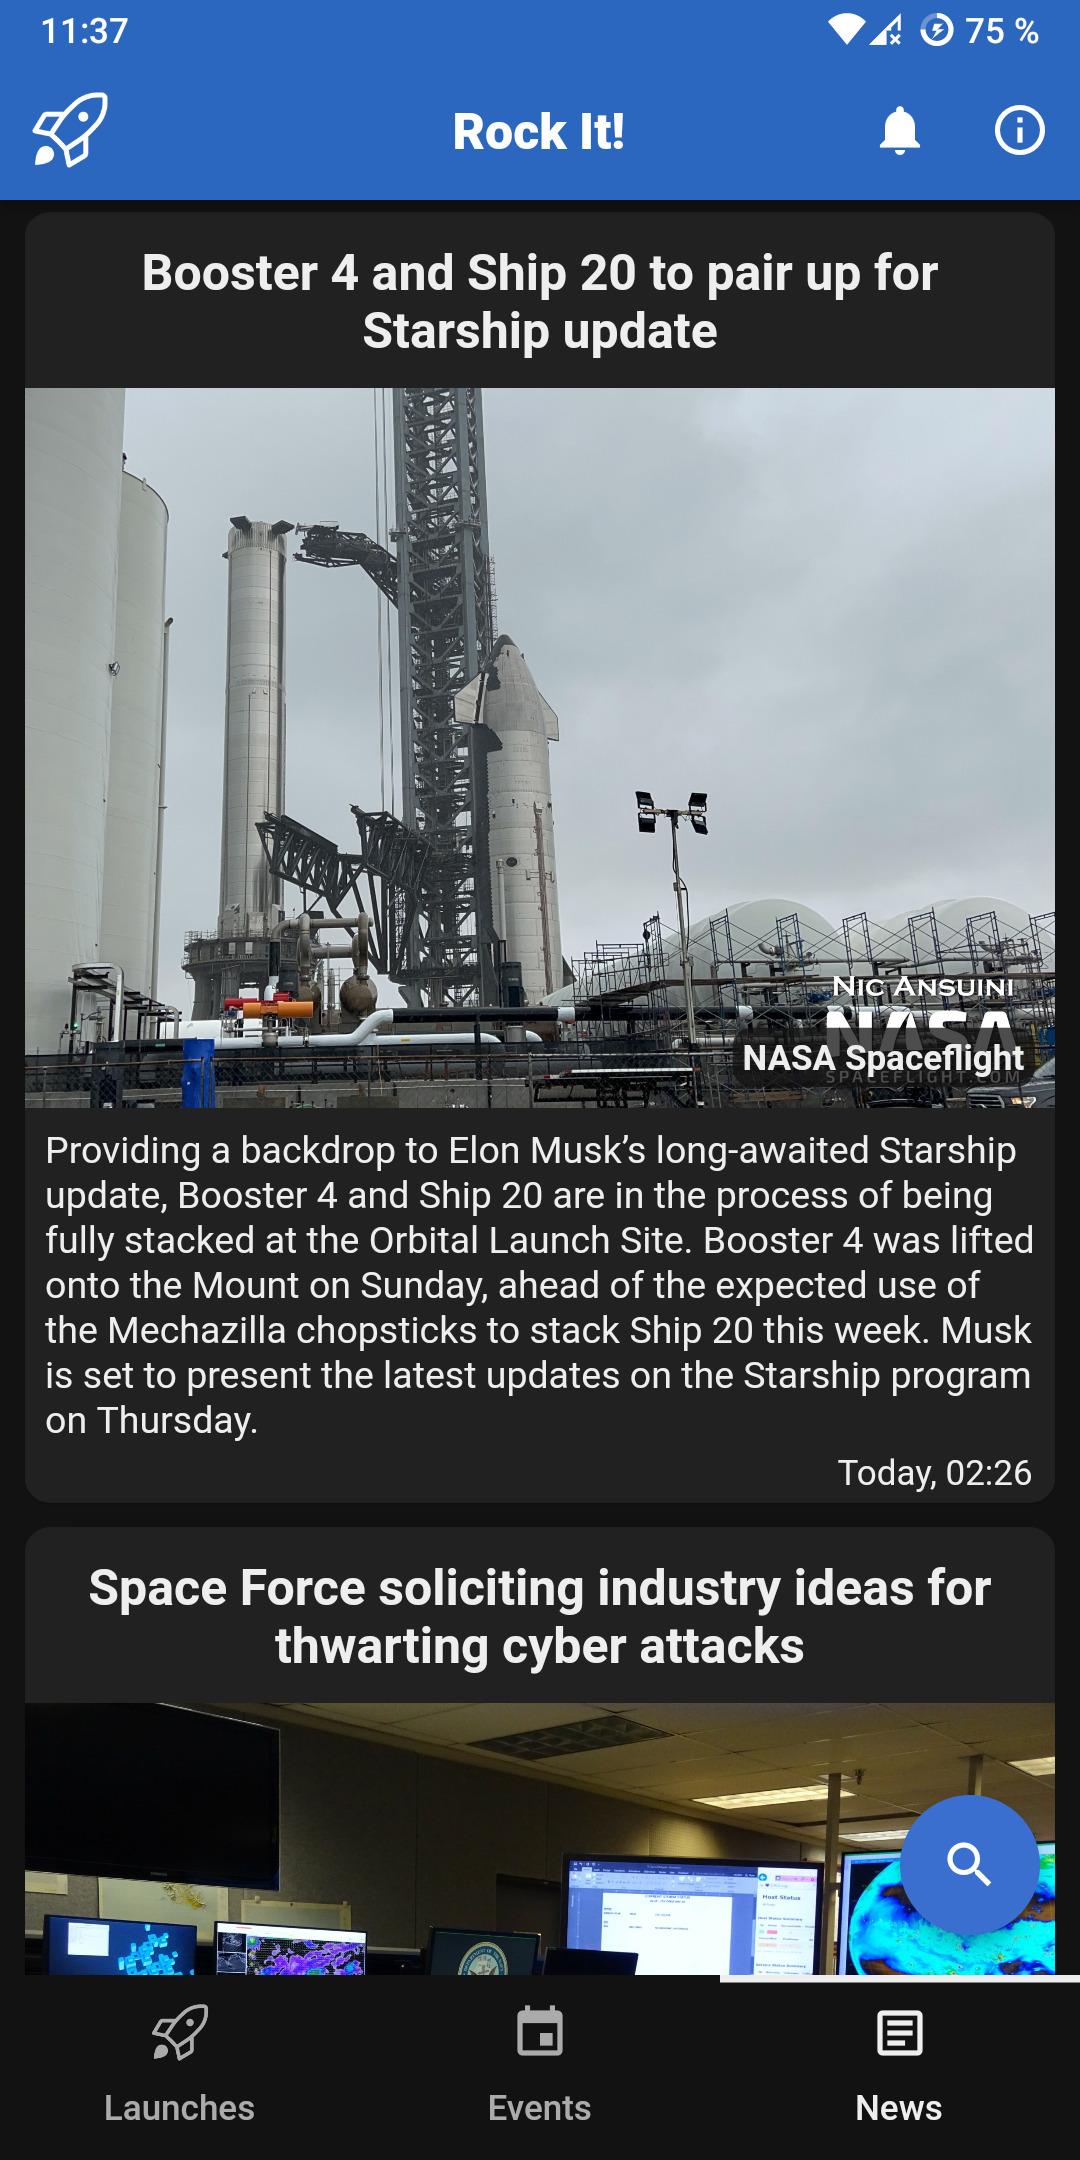 11:37
75 %
Rock It!
Booster 4 and Ship 20 to pair up for
Starship update
Nic Ansuini
NASA
NASA Spaceflight
SPACEFLIGHT.COM
Providing a backdrop to Elon Musk’s long-awaited Starship
update, Booster 4 and Ship 20 are in the process of being
fully stacked at the Orbital Launch Site. Booster 4 was lifted
onto the Mount on Sunday, ahead of the expected use of
the Mechazilla chopsticks to stack Ship 20 this week. Musk
is set to present the latest updates on the Starship program
on Thursday.
Today, 02:26
Space Force soliciting industry ideas for
thwarting cyber attacks
Host Status
Launches
Events
News